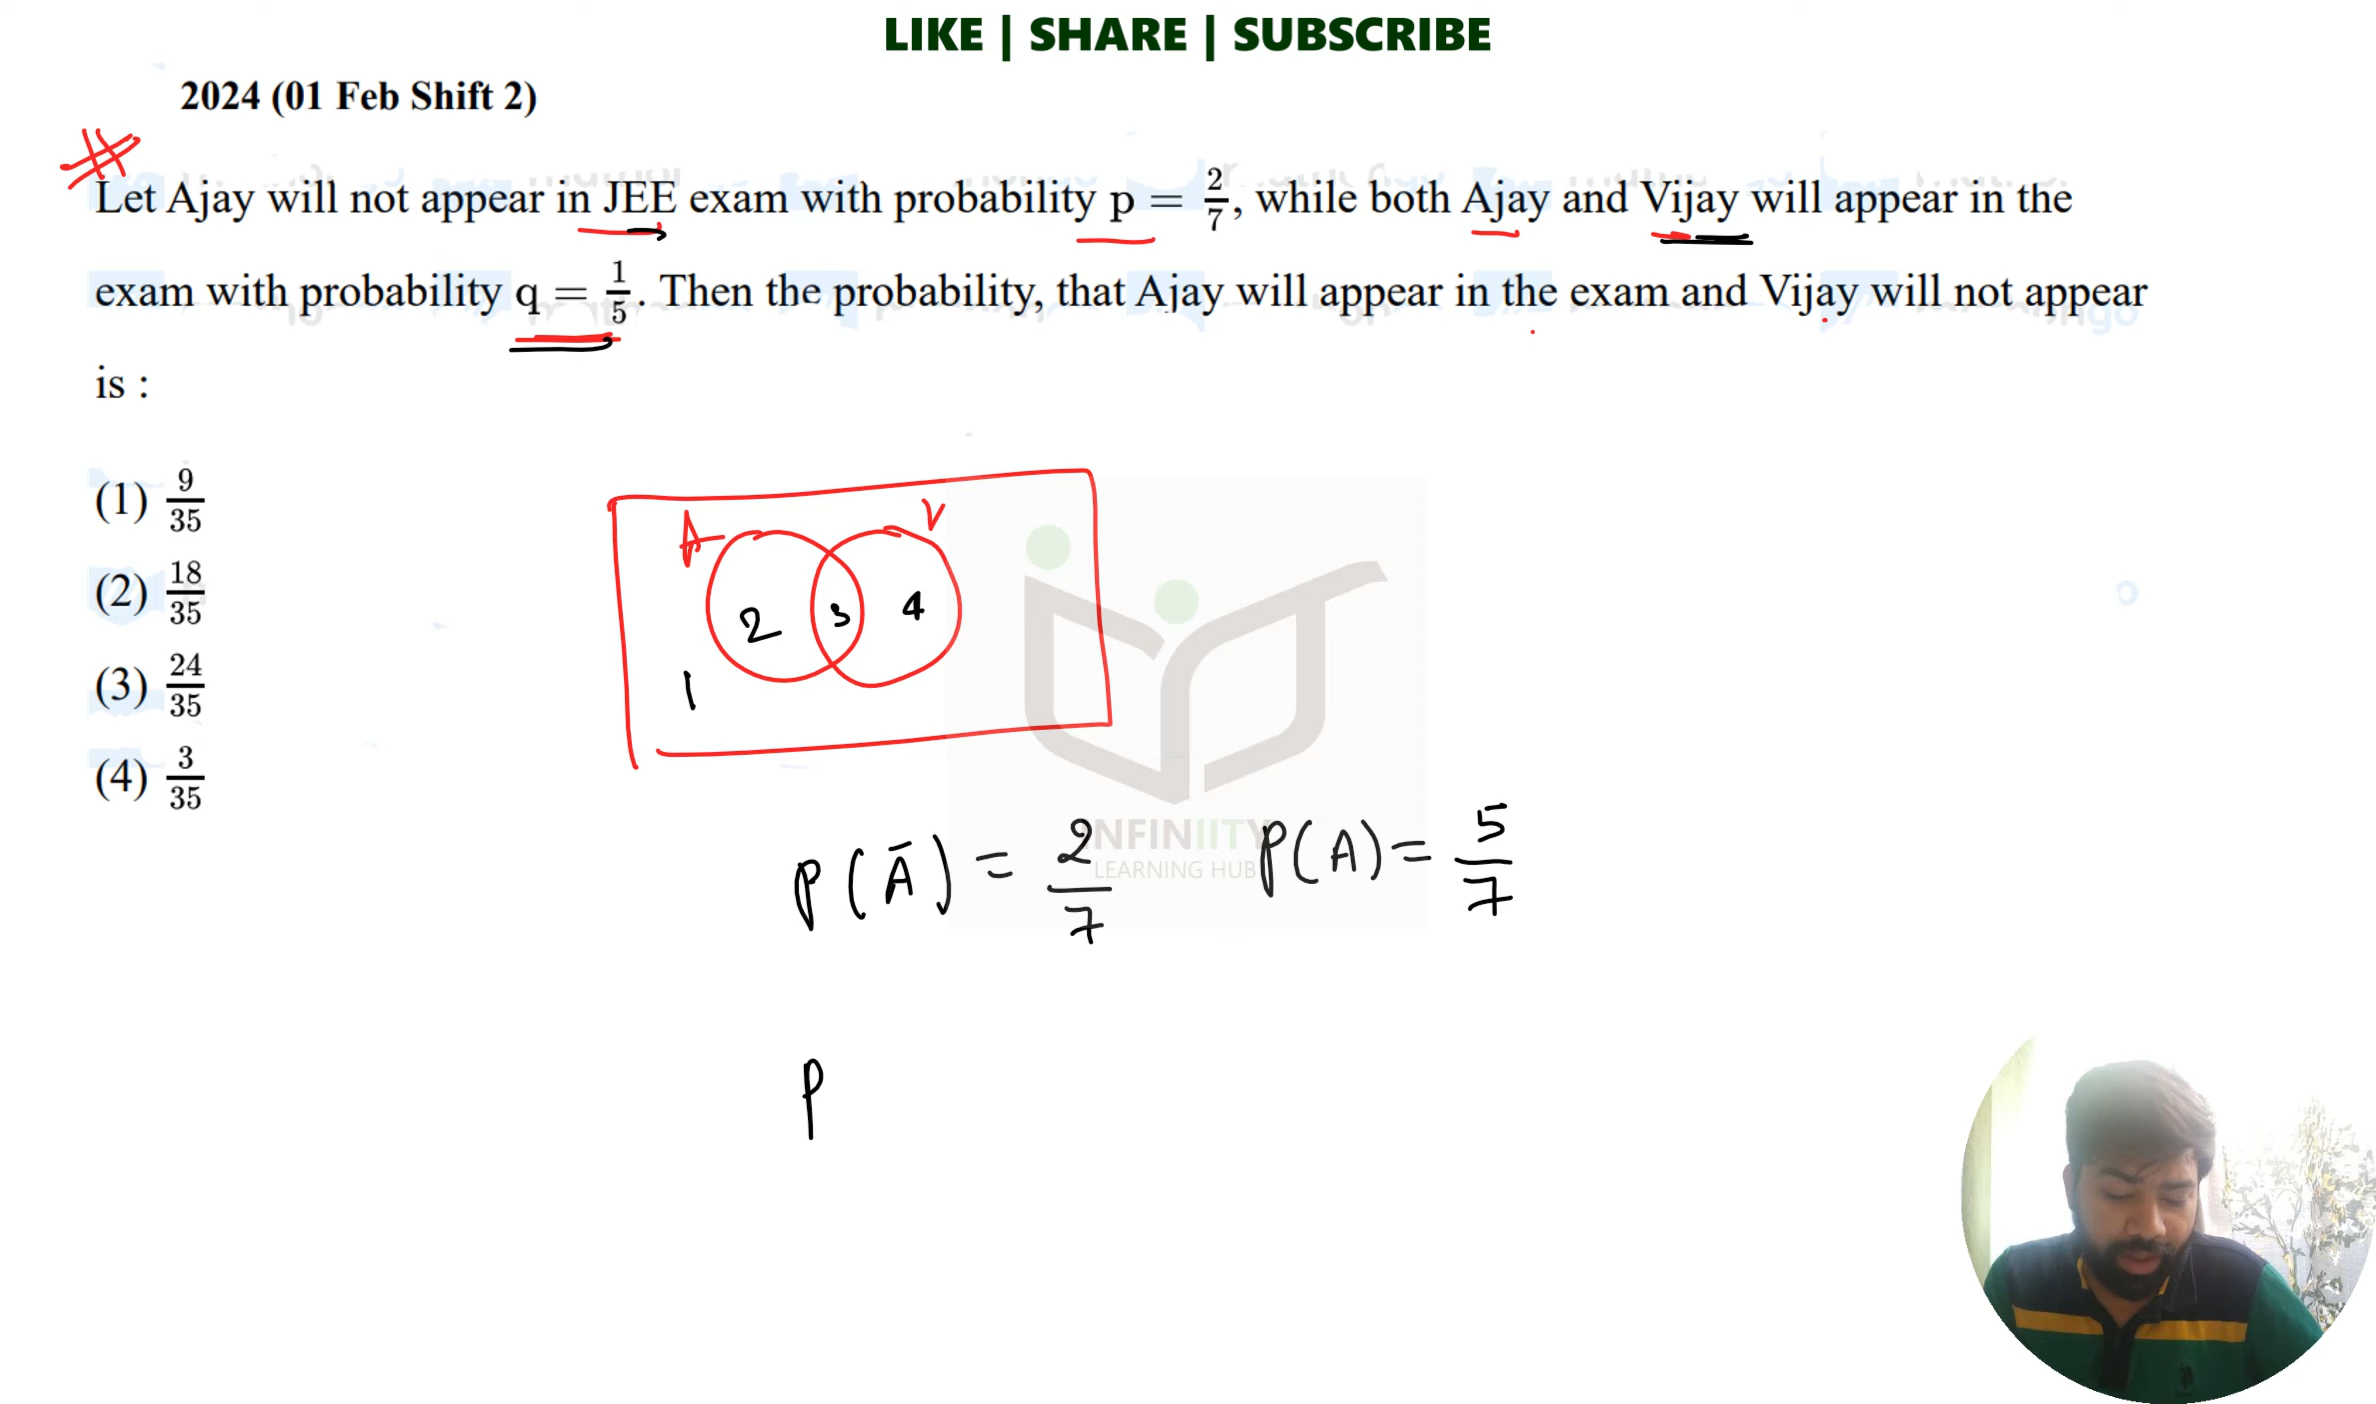 LIKE | SHARE | SUBSCRIBE
2024 (01 Feb Shift 2)
Let Ajay will not appear in JEE exam with probability p = 2/7, while both Ajay and Vijay will appear in the
exam with probability q = 1/5. Then the probability, that Ajay will appear in the exam and Vijay will not appear
is :
(1) 9/35
(2) 18/35
(3) 24/35
(4) 3/35
A V
2 3 4
1
INFINIITY
LEARNING HUB
P(Ā) = 2/7 P(A) = 5/7
P